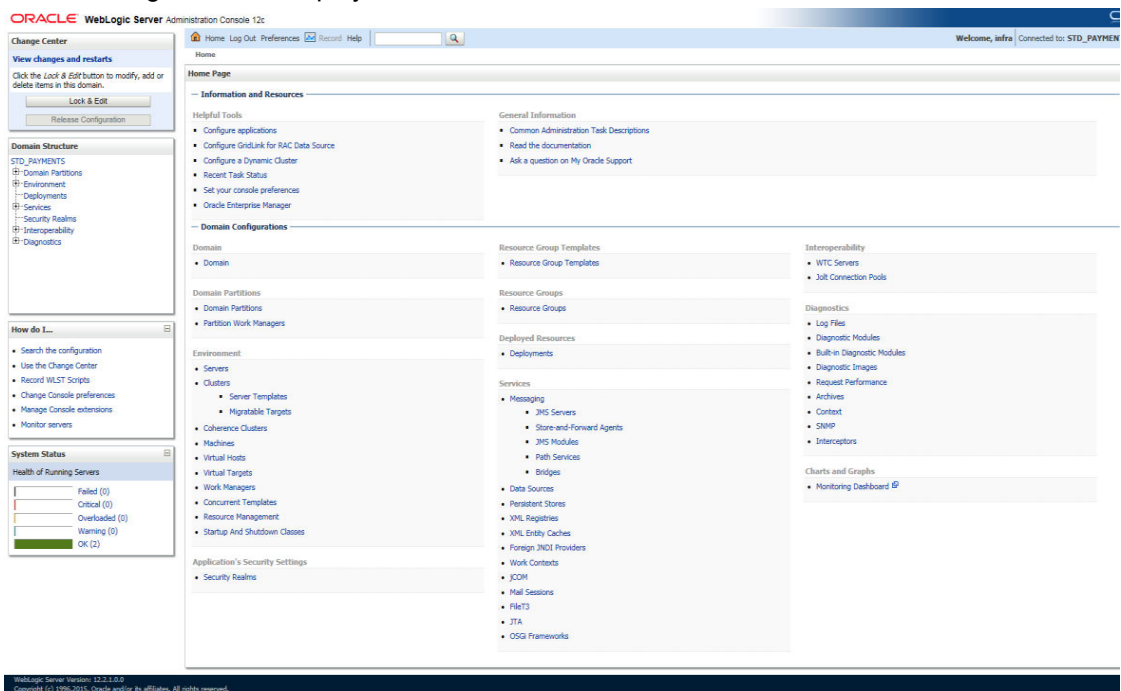 ORACLE WebLogic Server Administration Console 12c
Change Center
View changes and restarts
Click the Lock & Edit button to modify, add or
delete items in this domain.
Lock & Edit
Release Configuration
Domain Structure
STD_PAYMENTS
Domain Partitions
Environment
Deployments
Services
Security Realms
Interoperability
Diagnostics
How do I...
Search the configuration
Use the Change Center
Record WLST Scripts
Change Console preferences
Manage Console extensions
Monitor servers
System Status
Health of Running Servers
Failed (0)
Critical (0)
Overloaded (0)
Warning (0)
OK (2)
Home Log Out Preferences Record Help
Welcome, infra Connected to: STD_PAYMEN
Home
Home Page
Information and Resources
Helpful Tools
Configure applications
Configure GridLink for RAC Data Source
Configure a Dynamic Cluster
Recent Task Status
Set your console preferences
Oracle Enterprise Manager
General Information
Common Administration Task Descriptions
Read the documentation
Ask a question on My Oracle Support
Domain Configurations
Domain
Domain
Domain Partitions
Domain Partitions
Partition Work Managers
Environment
Servers
Clusters
Server Templates
Migratable Targets
Coherence Clusters
Machines
Virtual Hosts
Virtual Targets
Work Managers
Concurrent Templates
Resource Management
Startup And Shutdown Classes
Application's Security Settings
Security Realms
Resource Group Templates
Resource Group Templates
Resource Groups
Resource Groups
Deployed Resources
Deployments
Services
Messaging
JMS Servers
Store-and-Forward Agents
JMS Modules
Path Services
Bridges
Data Sources
Persistent Stores
XML Registries
XML Entity Caches
Foreign JNDI Providers
Work Contexts
jCOM
Mail Sessions
FileT3
JTA
OSGi Frameworks
Interoperability
WTC Servers
Jolt Connection Pools
Diagnostics
Log Files
Diagnostic Modules
Built-in Diagnostic Modules
Diagnostic Images
Request Performance
Archives
Context
SNMP
Interceptors
Charts and Graphs
Monitoring Dashboard
WebLogic Server Version: 12.2.1.0.0
Copyright (c) 1996,2015, Oracle and/or its affiliates. All rights reserved.